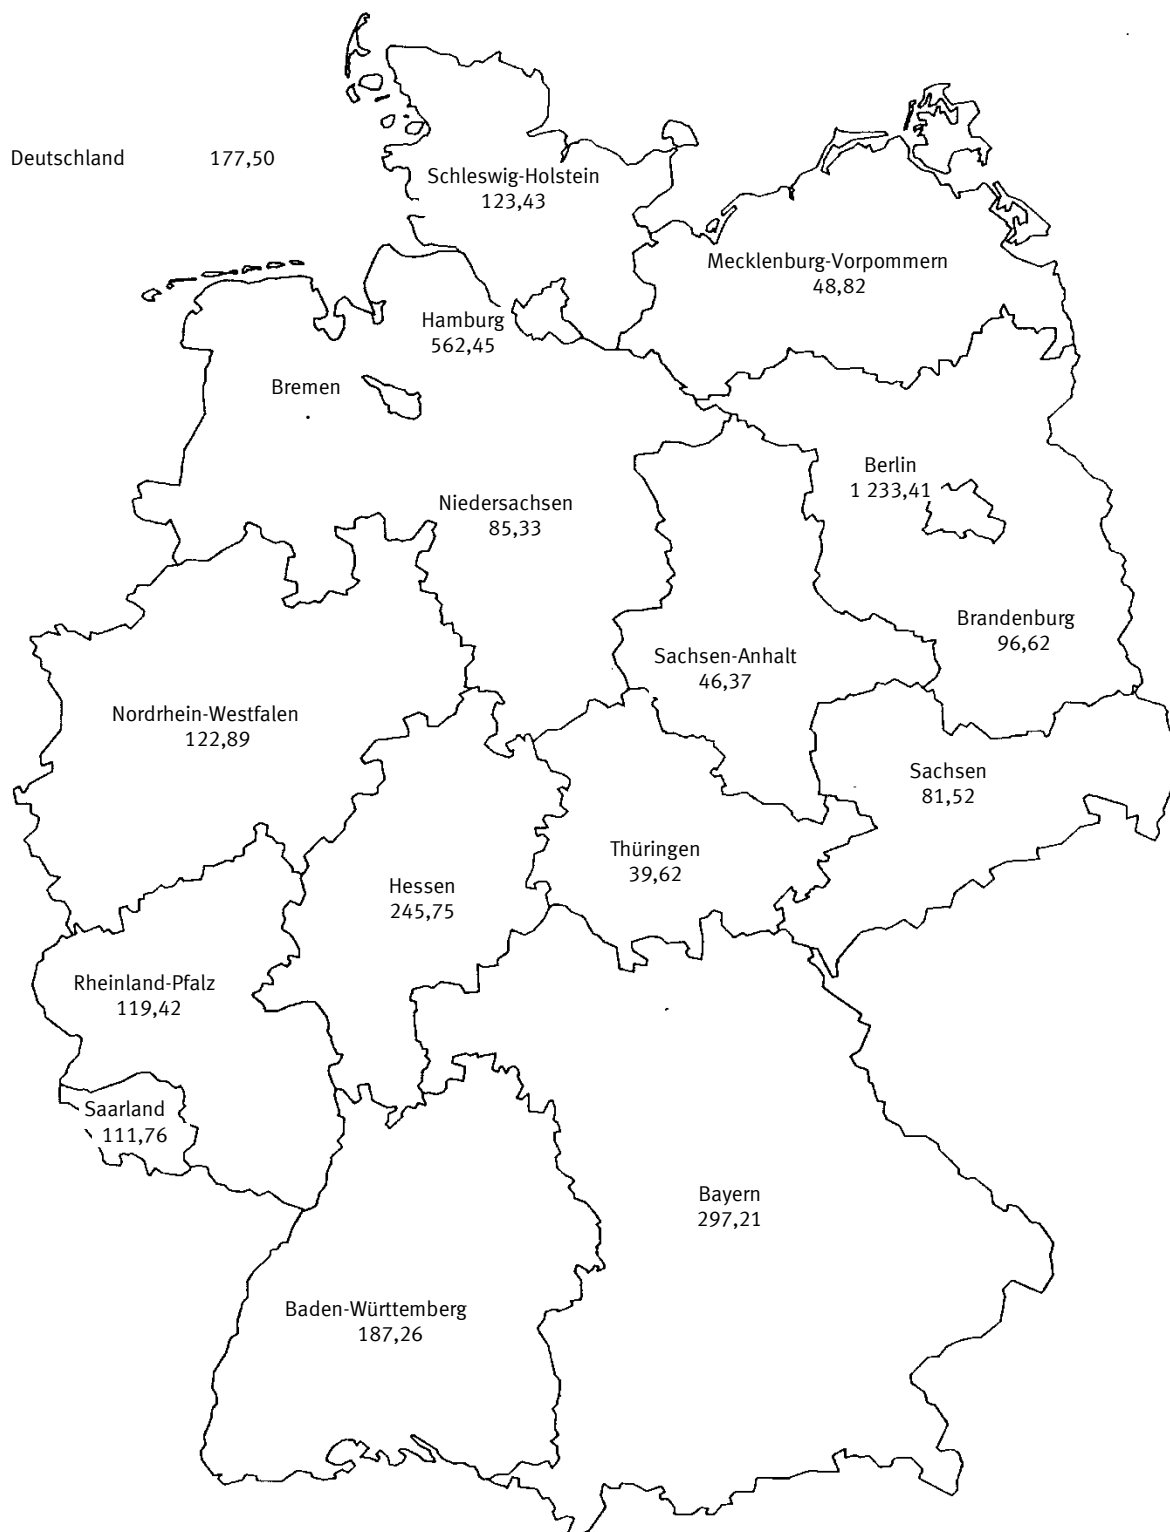 Deutschland 177,50
Schleswig-Holstein
123,43
Mecklenburg-Vorpommern
48,82
Hamburg
562,45
Bremen
Berlin
1 233,41
Niedersachsen
85,33
Brandenburg
96,62
Sachsen-Anhalt
46,37
Nordrhein-Westfalen
122,89
Sachsen
81,52
Thüringen
39,62
Hessen
245,75
Rheinland-Pfalz
119,42
Saarland
111,76
Bayern
297,21
Baden-Württemberg
187,26